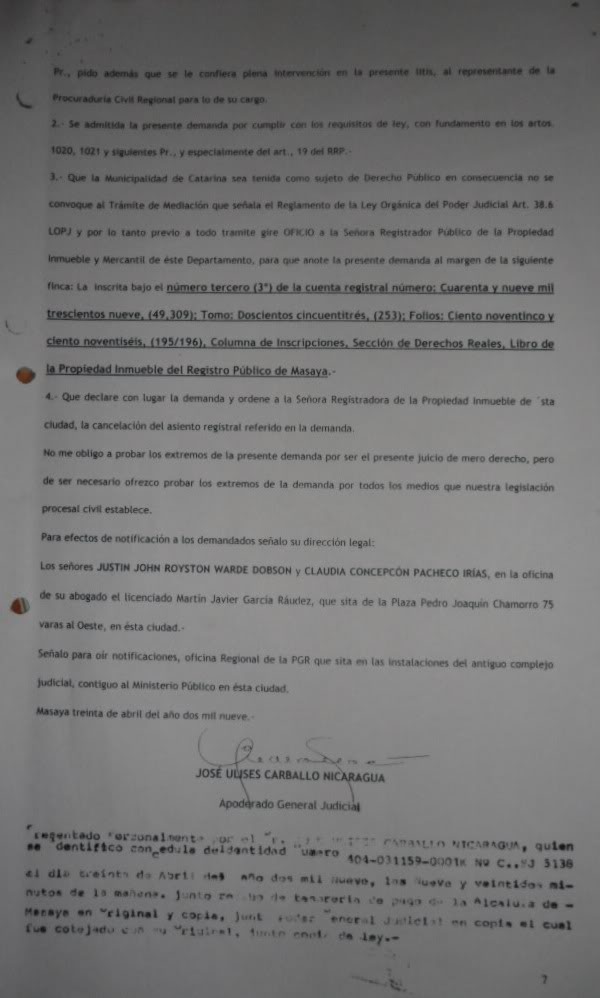 Pr., pido además que se le confiera plena intervención en la presente litis, al representante de la
Procuraduría Civil Regional para lo de su cargo.
2.- Se admitida la presente demanda por cumplir con los requisitos de ley, con fundamento en los artos.
1020, 1021 y siguientes Pr., y especialmente del art., 19 del RRP.-
3.- Que la Municipalidad de Catarina sea tenida como sujeto de Derecho Público en consecuencia no se
convoque al Trámite de Mediación que señala el Reglamento de la Ley Orgánica del Poder Judicial Art. 38.6
LOPJ y por lo tanto previo a todo tramite gire OFICIO a la Señora Registrador Público de la Propiedad
Inmueble y Mercantil de éste Departamento, para que anote la presente demanda al margen de la siguiente
finca: La inscrita bajo el número tercero (3°) de la cuenta registral número: Cuarenta y nueve mil
trescientos nueve, (49,309); Tomo: Doscientos cincuentitrés, (253); Folios: Ciento noventinco y
ciento noventiséis, (195/196), Columna de Inscripciones, Sección de Derechos Reales, Libro de
la Propiedad Inmueble del Registro Público de Masaya.-
4.- Que declare con lugar la demanda y ordene a la Señora Registradora de la Propiedad Inmueble de ´sta
ciudad, la cancelación del asiento registral referido en la demanda.
No me obligo a probar los extremos de la presente demanda por ser el presente juicio de mero derecho, pero
de ser necesario ofrezco probar los extremos de la demanda por todos los medios que nuestra legislación
procesal civil establece.
Para efectos de notificación a los demandados señalo su dirección legal:
Los señores JUSTIN JOHN ROYSTON WARDE DOBSON y CLAUDIA CONCEPCÓN PACHECO IRÍAS, en la oficina
de su abogado el licenciado Martín Javier García Ráudez, que sita de la Plaza Pedro Joaquín Chamorro 75
varas al Oeste, en ésta ciudad.-
Señalo para oír notificaciones, oficina Regional de la PGR que sita en las instalaciones del antiguo complejo
judicial, contiguo al Ministerio Público en ésta ciudad.
Masaya treinta de abril del año dos mil nueve.-
JOSÉ ULISES CARBALLO NICARAGUA
Apoderado General Judicial
por el CARBALLO NICARAGUA, quien
se dentifico con cedula de identidad 404-031159-0001K 5138
el dia treinta de Abril del año dos mil nueve, las nueve y veintidos mi-
nutos de la mañana. junto de tesoreria de pago de la Alcaldia de -
Masaya en riginal y copia, junt oder eneral Judicial en copia el cual
fue cotejado con su riginal, junto de ley.-
7